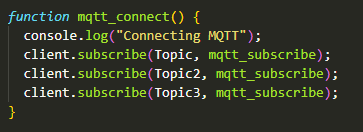 function mqtt_connect() {
  console.log("Connecting MQTT");
  client.subscribe(Topic, mqtt_subscribe);
  client.subscribe(Topic2, mqtt_subscribe);
  client.subscribe(Topic3, mqtt_subscribe);
}